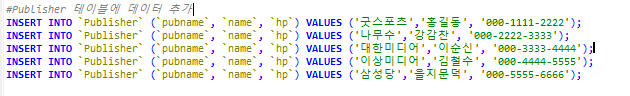 #Publisher 테이블에 데이터 추가
INSERT INTO `Publisher` (`pubname`, `name`, `hp`) VALUES ('굿스포츠','홍길동', '000-1111-2222');
INSERT INTO `Publisher` (`pubname`, `name`, `hp`) VALUES ('나무수','강감찬', '000-2222-3333');
INSERT INTO `Publisher` (`pubname`, `name`, `hp`) VALUES ('대한미디어','이순신', '000-3333-4444');
INSERT INTO `Publisher` (`pubname`, `name`, `hp`) VALUES ('이상미디어','김철수', '000-4444-5555');
INSERT INTO `Publisher` (`pubname`, `name`, `hp`) VALUES ('삼성당','을지문덕', '000-5555-6666');